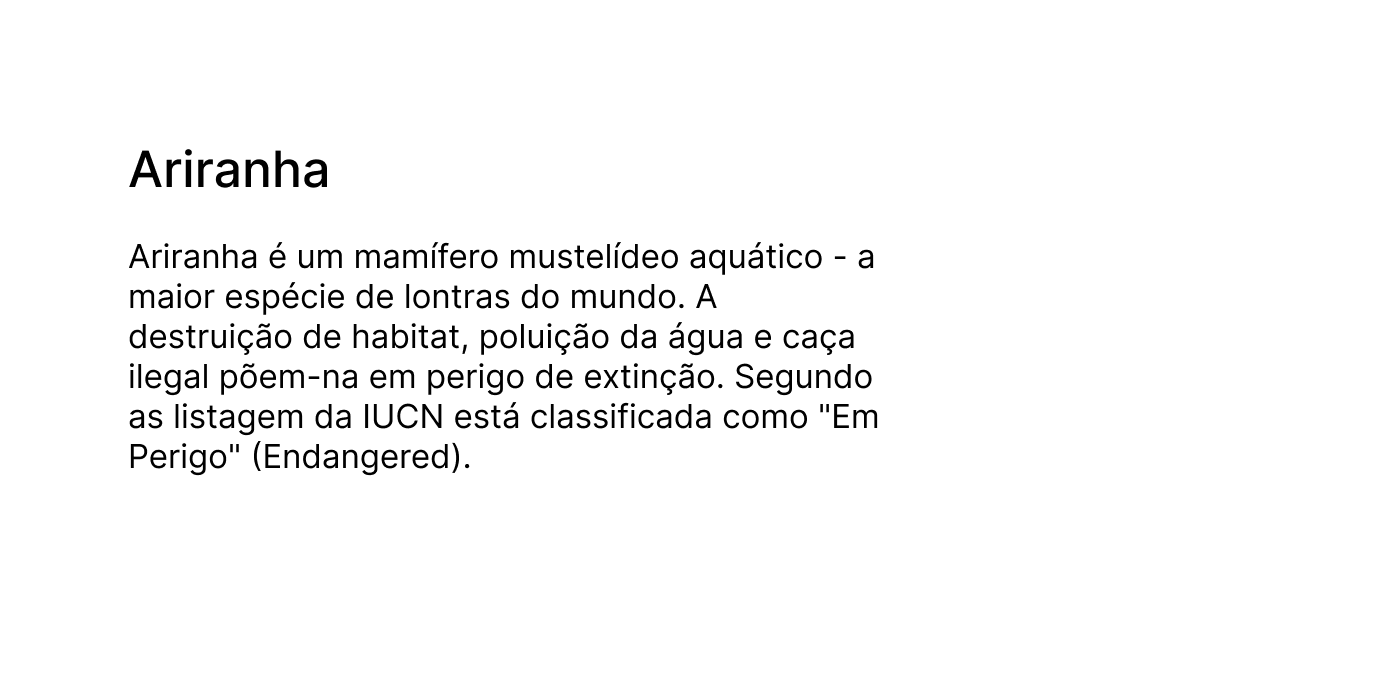 Ariranha
Ariranha é um mamífero mustelídeo aquático - a
maior espécie de lontras do mundo. A
destruição de habitat, poluição da água e caça
ilegal põem-na em perigo de extinção. Segundo
as listagem da IUCN está classificada como "Em
Perigo" (Endangered).